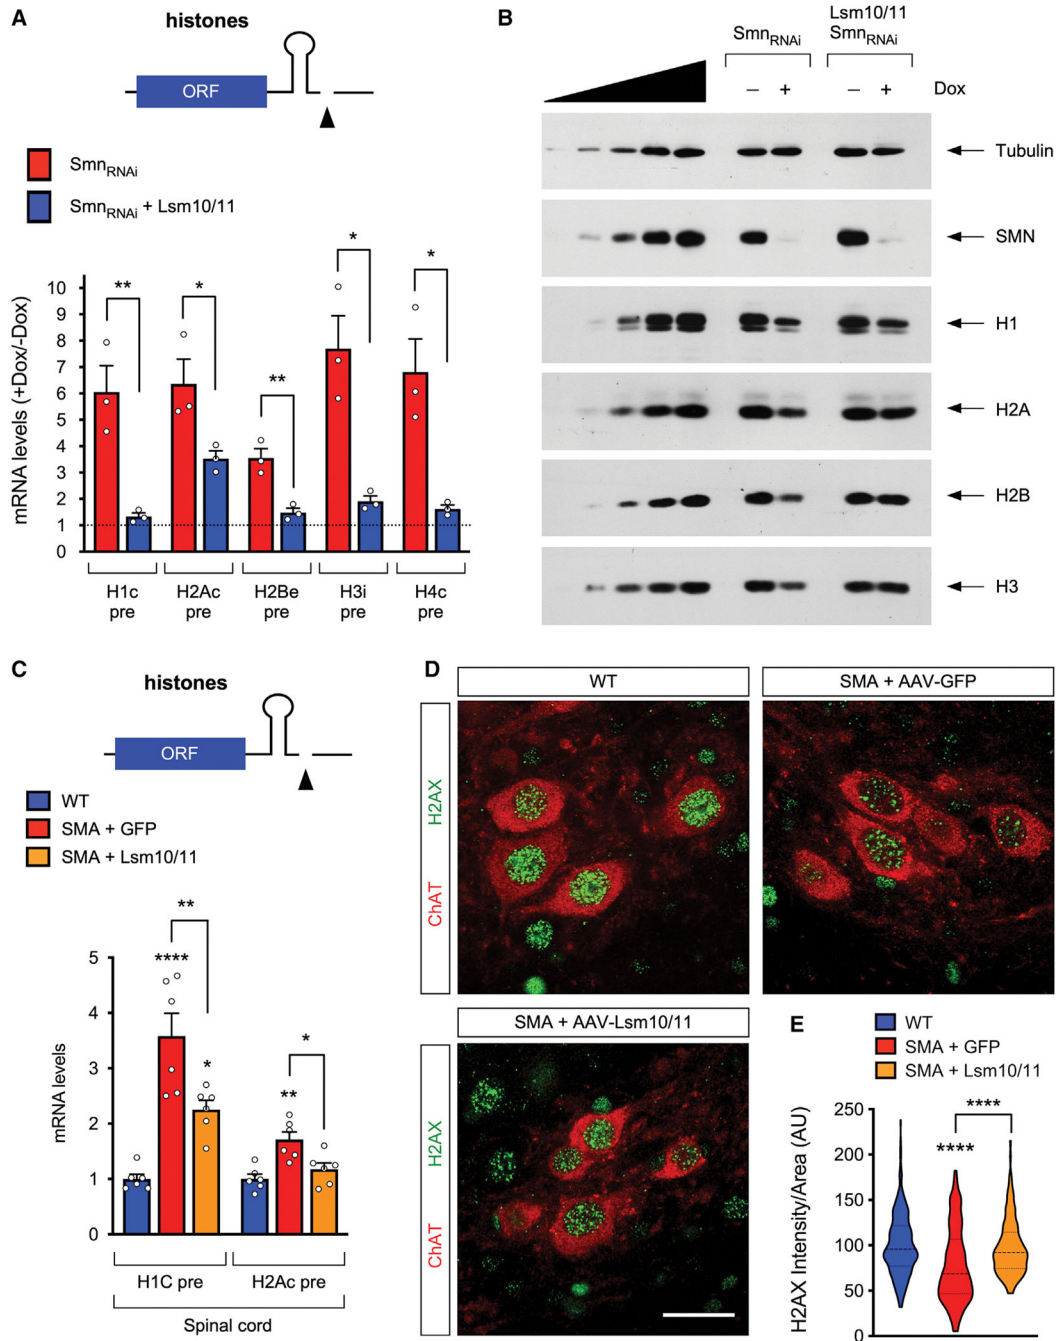 A
histones
ORF
SmnRNAi
SmnRNAi + Lsm10/11
mRNA levels (+Dox/-Dox)
10
9
8
7
6
5
4
3
2
1
0
**
*
**
*
*
H1c pre
H2Ac pre
H2Be pre
H3i pre
H4c pre
B
SmnRNAi
Lsm10/11
SmnRNAi
– + – + Dox
Tubulin
SMN
H1
H2A
H2B
H3
C
histones
ORF
WT
SMA + GFP
SMA + Lsm10/11
mRNA levels
5
4
3
2
1
0
**
****
*
*
**
H1C pre
H2Ac pre
Spinal cord
D
WT
SMA + AAV-GFP
ChAT H2AX
SMA + AAV-Lsm10/11
ChAT H2AX
E
WT
SMA + GFP
SMA + Lsm10/11
H2AX Intensity/Area (AU)
250
200
150
100
50
0
****
****